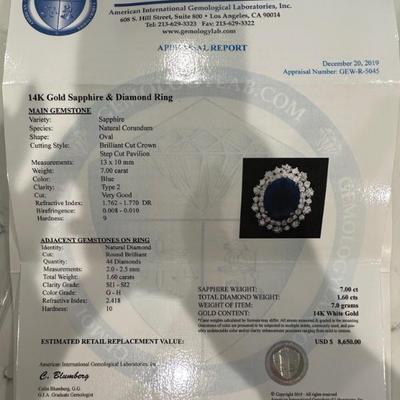 American International Gemological Laboratories, Inc.
608 S. Hill Street, Suite 800 • Los Angeles, CA 90014
Tel: 213-629-3323 Fax: 213-629-3322
www.gemologylab.com
APPRAISAL REPORT
December 20, 2019
Appraisal Number: GEW-R-5045
14K Gold Sapphire & Diamond Ring
MAIN GEMSTONE
Variety: Sapphire
Species: Natural Corundum
Shape: Oval
Cutting Style: Brilliant Cut Crown
Step Cut Pavilion
Measurements: 13 x 10 mm
Weight: 7.00 carat
Color: Blue
Clarity: Type 2
Cut: Very Good
Refractive Index: 1.762 - 1.770 DR
Birefringence: 0.008 - 0.010
Hardness: 9
ADJACENT GEMSTONES ON RING
Identity: Natural Diamond
Cut: Round Brilliant
Quantity: 44 Diamonds
Measurements: 2.0 - 2.5 mm
Total Weight: 1.60 carats
Clarity Grade: SI1 - SI2
Color Grade: G - H
Refractive Index: 2.418
Hardness: 10
SAPPHIRE WEIGHT: 7.00 ct
TOTAL DIAMOND WEIGHT: 1.60 cts
ITEM WEIGHT: 7.0 grams
GOLD CONTENT: 14K White Gold
ESTIMATED RETAIL REPLACEMENT VALUE: USD $ 8,650.00
American International Gemological Laboratories, Inc.
C. Blumberg
Colin Blumberg, G.G.
G.I.A. Graduate Gemologist